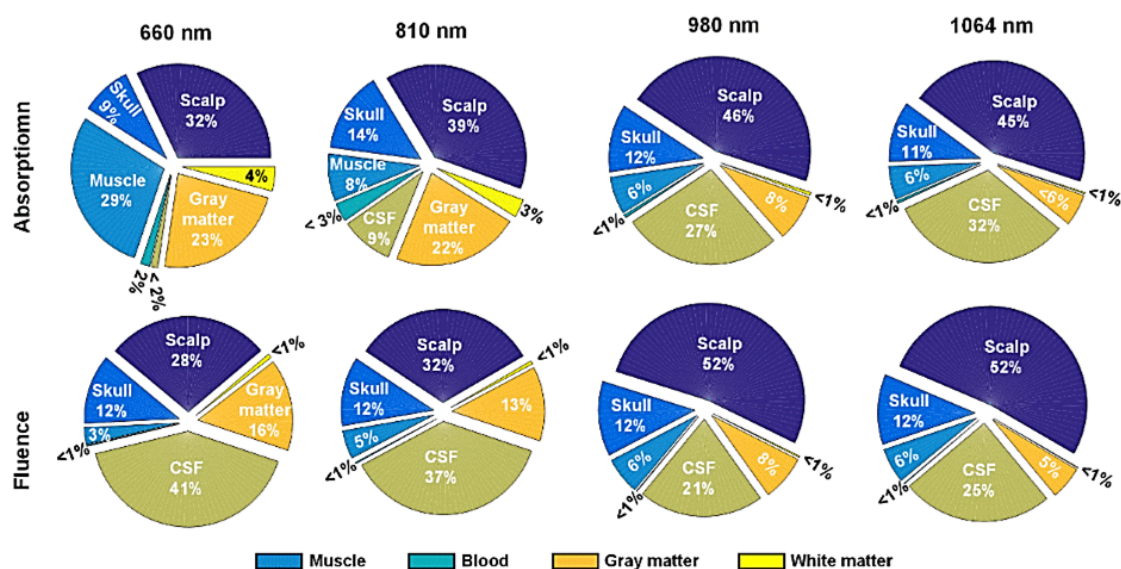 660 nm
810 nm
980 nm
1064 nm
Absorptiomn
Skull
9%
Scalp
32%
Muscle
29%
4%
Gray
matter
23%
2%
< 2%
Skull
14%
Scalp
39%
Muscle
8%
< 3%
CSF
9%
Gray
matter
22%
3%
Scalp
46%
Skull
12%
6%
<1%
CSF
27%
8%
<1%
Scalp
45%
Skull
11%
6%
<1%
CSF
32%
<6%
<1%
Fluence
Scalp
28%
<1%
Skull
12%
Gray
matter
16%
3%
<1%
CSF
41%
Scalp
32%
<1%
Skull
12%
13%
5%
<1%
CSF
37%
Scalp
52%
Skull
12%
6%
<1%
CSF
21%
8%
<1%
Scalp
52%
Skull
12%
6%
<1%
CSF
25%
5%
<1%
Muscle
Blood
Gray matter
White matter